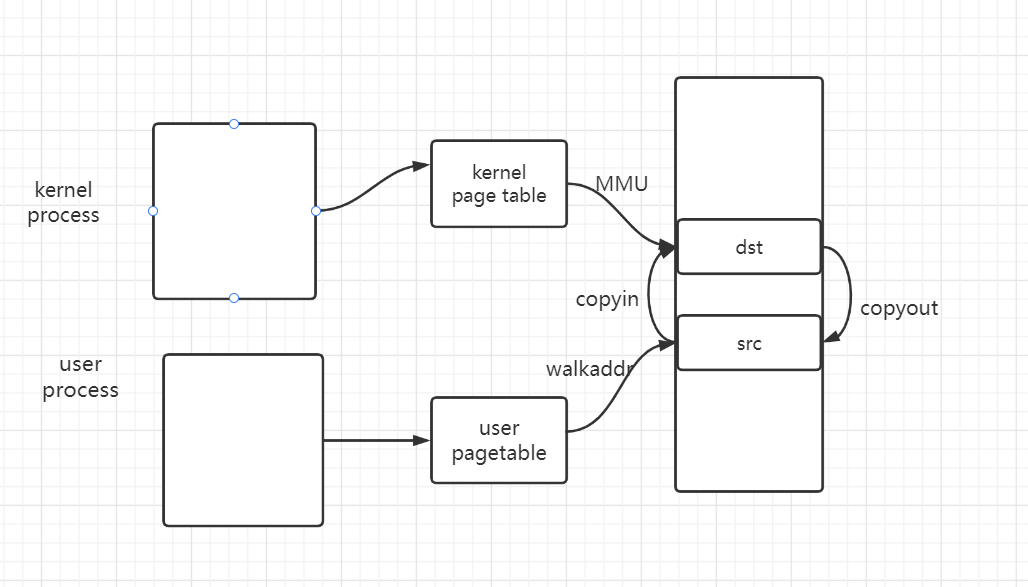 kernel
process
kernel
page table
MMU
dst
copyin
copyout
src
user
process
walkaddr
user
pagetable